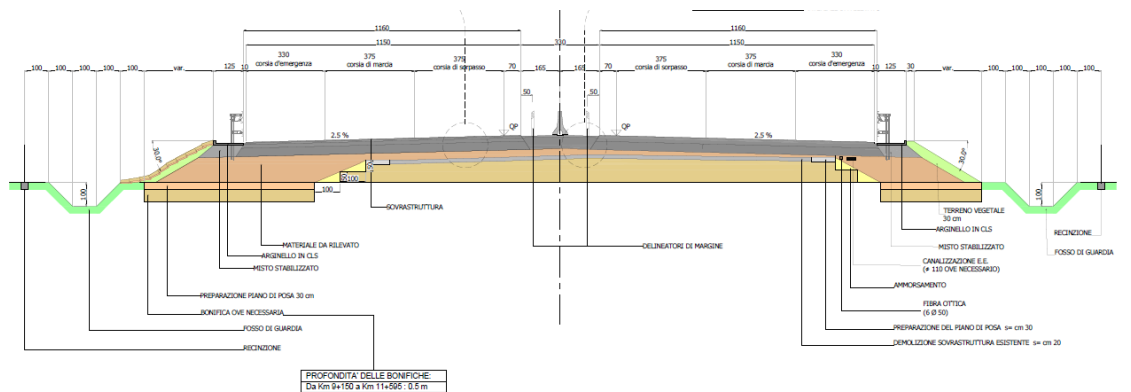 1160
1160
1150
330
1150
330
corsia d'emergenza
375
corsia di marcia
375
corsia di sorpasso
375
corsia di sorpasso
375
corsia di marcia
330
corsia d'emergenza
100
100
100
100
100
var.
125
10
70
165
165
70
10
125
30
var.
100
100
100
100
100
50
50
2.5 %
2.5 %
30.0°
30.0°
100
100
100
100
SOVRASTRUTTURA
MATERIALE DA RILEVATO
ARGINELLO IN CLS
MISTO STABILIZZATO
PREPARAZIONE PIANO DI POSA 30 cm
BONIFICA OVE NECESSARIA
FOSSO DI GUARDIA
RECINZIONE
PROFONDITA' DELLE BONIFICHE:
Da Km 9+150 a Km 11+595 : 0.5 m
DELINEATORI DI MARGINE
TERRENO VEGETALE
30 cm
ARGINELLO IN CLS
MISTO STABILIZZATO
RECINZIONE
FOSSO DI GUARDIA
CANALIZZAZIONE E.E.
(ø 110 OVE NECESSARIO)
AMMORSAMENTO
FIBRA OTTICA
(6 Ø 50)
PREPARAZIONE DEL PIANO DI POSA s= cm 30
DEMOLIZIONE SOVRASTRUTTURA ESISTENTE s= cm 20